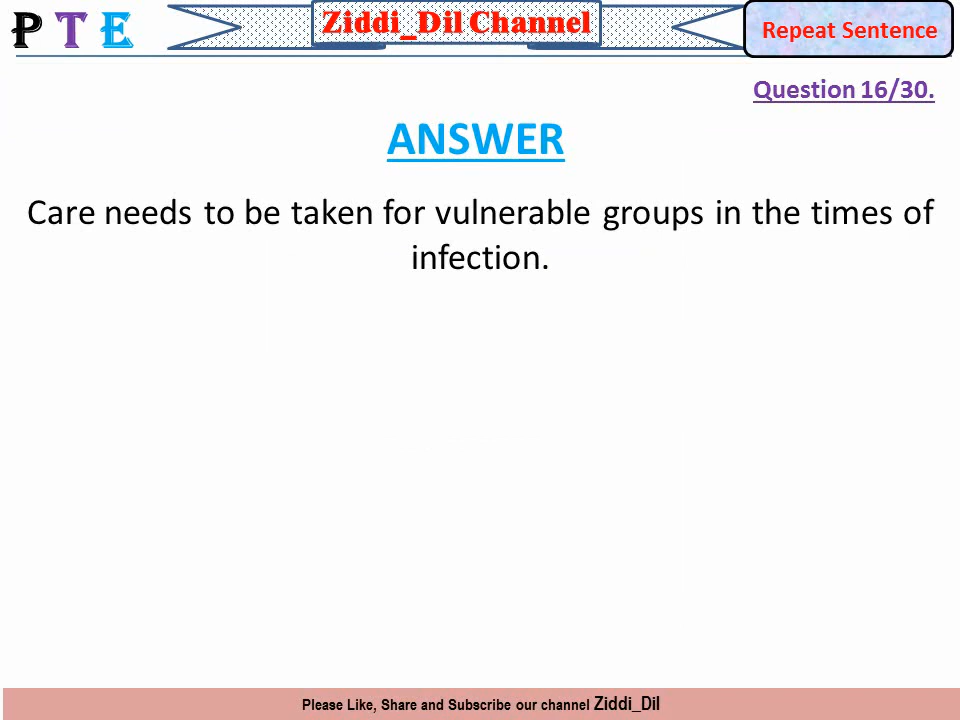 P T E
Ziddi_Dil Channel
Repeat Sentence
Question 16/30.
ANSWER
Care needs to be taken for vulnerable groups in the times of
infection.
Please Like, Share and Subscribe our channel Ziddi_Dil